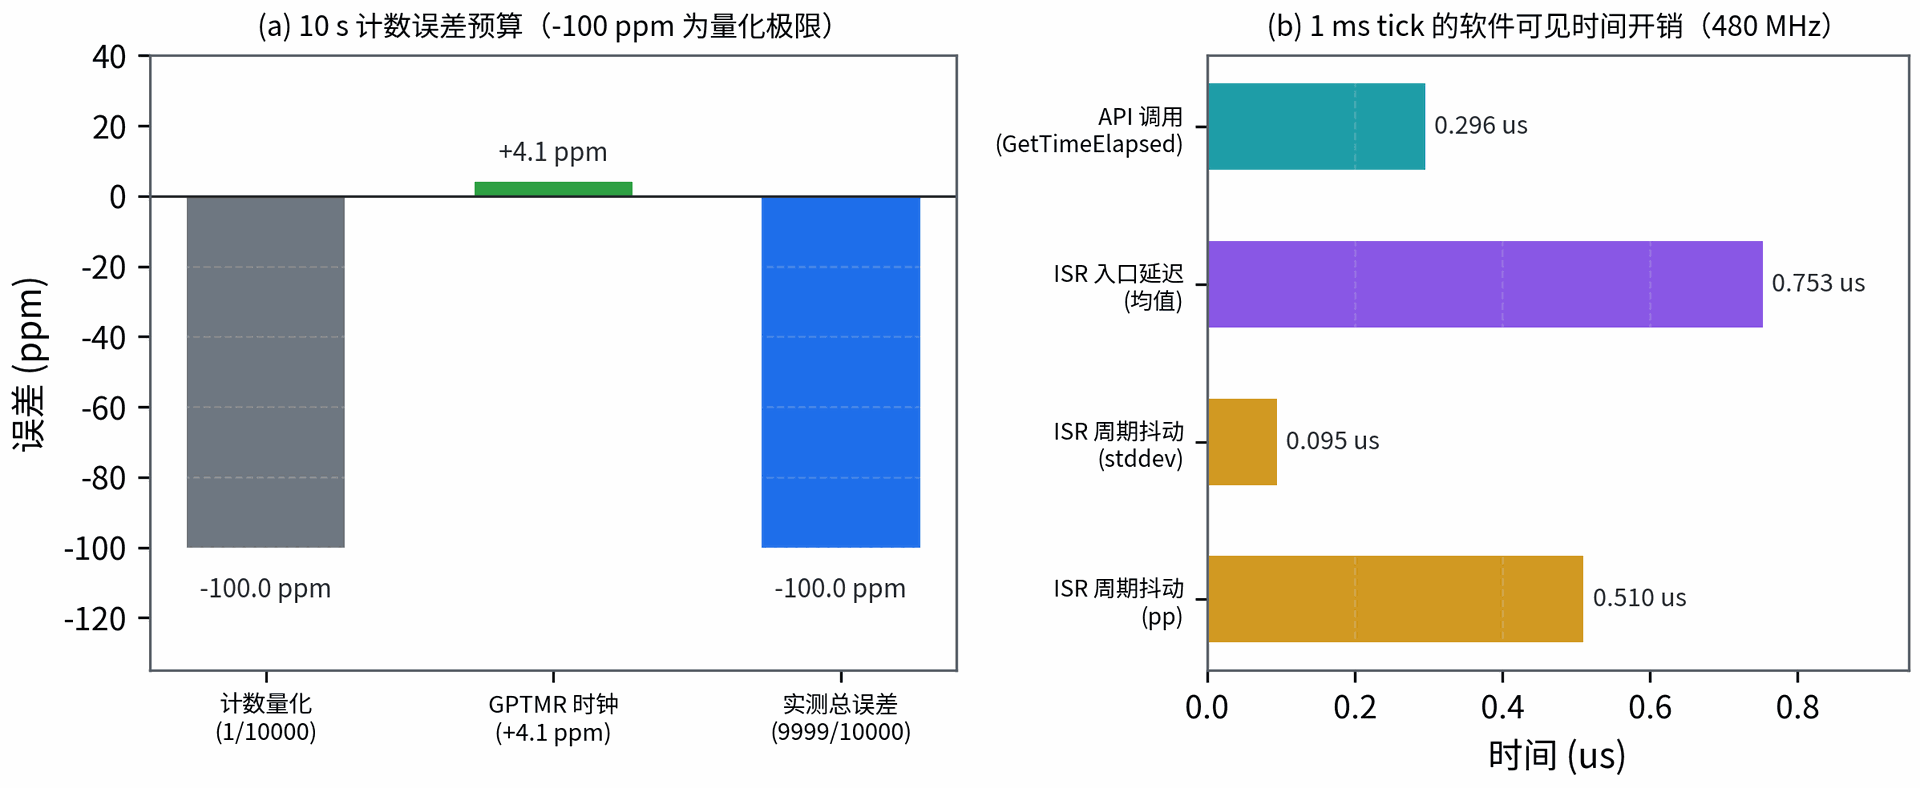 (a) 10 s 计数误差预算（-100 ppm 为量化极限）
误差 (ppm)
40
20
0
-20
-40
-60
-80
-100
-120
-100.0 ppm
+4.1 ppm
-100.0 ppm
计数量化
(1/10000)
GPTMR 时钟
(+4.1 ppm)
实测总误差
(9999/10000)
(b) 1 ms tick 的软件可见时间开销（480 MHz）
API 调用
(GetTimeElapsed)
0.296 us
ISR 入口延迟
(均值)
0.753 us
ISR 周期抖动
(stddev)
0.095 us
ISR 周期抖动
(pp)
0.510 us
0.0
0.2
0.4
0.6
0.8
时间 (us)